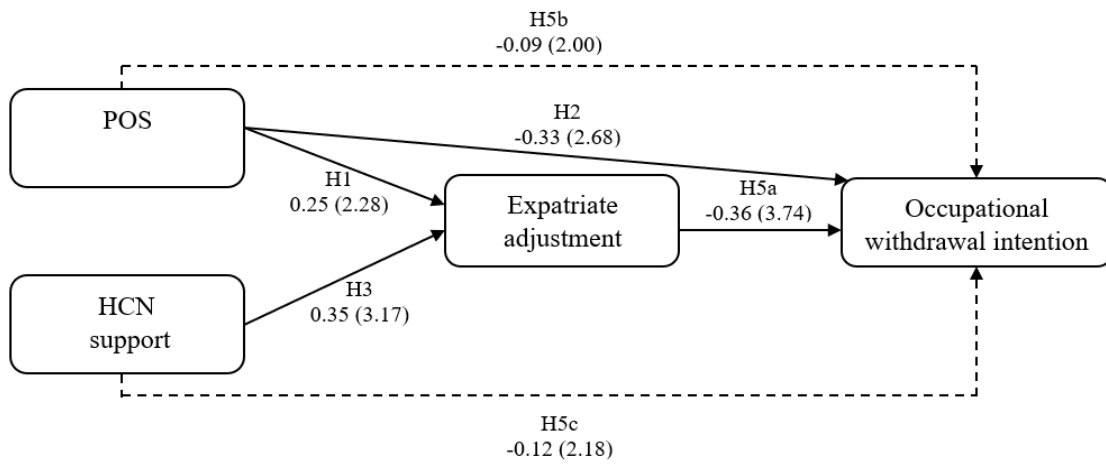 H5b
-0.09 (2.00)
POS
H2
-0.33 (2.68)
H1
0.25 (2.28)
Expatriate
adjustment
H5a
-0.36 (3.74)
Occupational
withdrawal intention
HCN
support
H3
0.35 (3.17)
H5c
-0.12 (2.18)